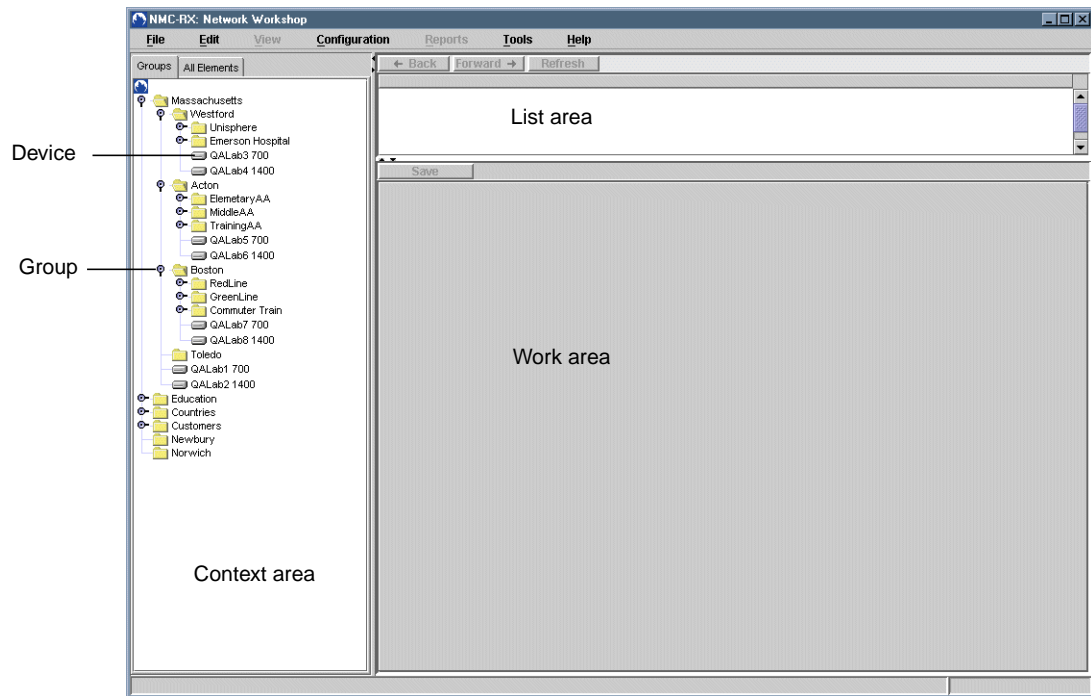 NMC-RX: Network Workshop
File Edit View Configuration Reports Tools Help
Groups All Elements
← Back Forward → Refresh
List area
Save
Massachusetts
Westford
Unisphere
Emerson Hospital
Device
QALab3 700
QALab4 1400
Acton
ElemetaryAA
MiddleAA
TrainingAA
QALab5 700
QALab6 1400
Group
Boston
RedLine
GreenLine
Commuter Train
QALab7 700
QALab8 1400
Toledo
QALab1 700
QALab2 1400
Education
Countries
Customers
Newbury
Norwich
Work area
Context area